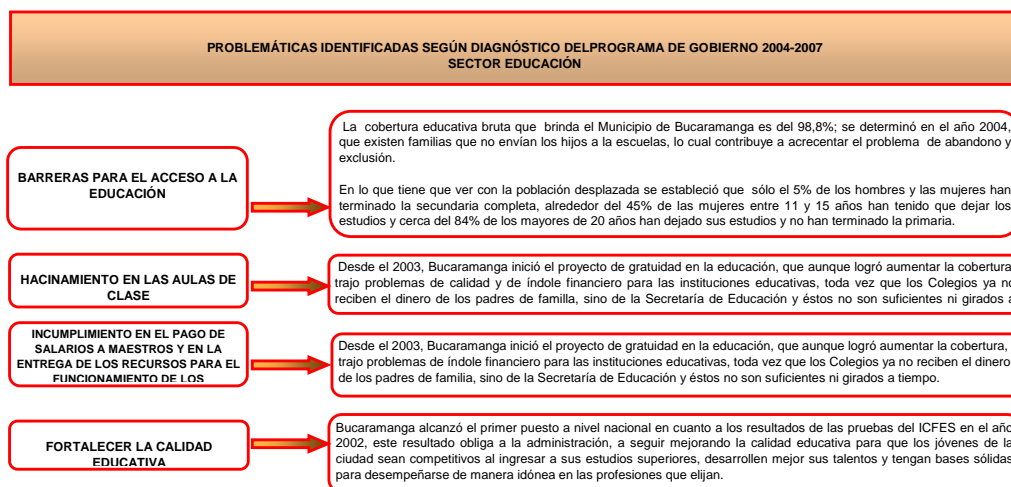 PROBLEMÁTICAS IDENTIFICADAS SEGÚN DIAGNÓSTICO DELPROGRAMA DE GOBIERNO 2004-2007
SECTOR EDUCACIÓN
BARRERAS PARA EL ACCESO A LA
EDUCACIÓN
La cobertura educativa bruta que brinda el Municipio de Bucaramanga es del 98,8%; se determinó en el año 2004,
que existen familias que no envían los hijos a la escuelas, lo cual contribuye a acrecentar el problema de abandono y
exclusión.
En lo que tiene que ver con la población desplazada se estableció que sólo el 5% de los hombres y las mujeres han
terminado la secundaria completa, alrededor del 45% de las mujeres entre 11 y 15 años han tenido que dejar los
estudios y cerca del 84% de los mayores de 20 años han dejado sus estudios y no han terminado la primaria.
HACINAMIENTO EN LAS AULAS DE
CLASE
Desde el 2003, Bucaramanga inició el proyecto de gratuidad en la educación, que aunque logró aumentar la cobertura
trajo problemas de calidad y de índole financiero para las instituciones educativas, toda vez que los Colegios ya no
reciben el dinero de los padres de familla, sino de la Secretaría de Educación y éstos no son suficientes ni girados a
INCUMPLIMIENTO EN EL PAGO DE
SALARIOS A MAESTROS Y EN LA
ENTREGA DE LOS RECURSOS PARA EL
FUNCIONAMIENTO DE LOS
Desde el 2003, Bucaramanga inició el proyecto de gratuidad en la educación, que aunque logró aumentar la cobertura,
trajo problemas de índole financiero para las instituciones educativas, toda vez que los Colegios ya no reciben el dinero
de los padres de familia, sino de la Secretaría de Educación y éstos no son suficientes ni girados a tiempo.
FORTALECER LA CALIDAD
EDUCATIVA
Bucaramanga alcanzó el primer puesto a nivel nacional en cuanto a los resultados de las pruebas del ICFES en el año
2002, este resultado obliga a la administración, a seguir mejorando la calidad educativa para que los jóvenes de la
ciudad sean competitivos al ingresar a sus estudios superiores, desarrollen mejor sus talentos y tengan bases sólidas
para desempeñarse de manera idónea en las profesiones que elijan.